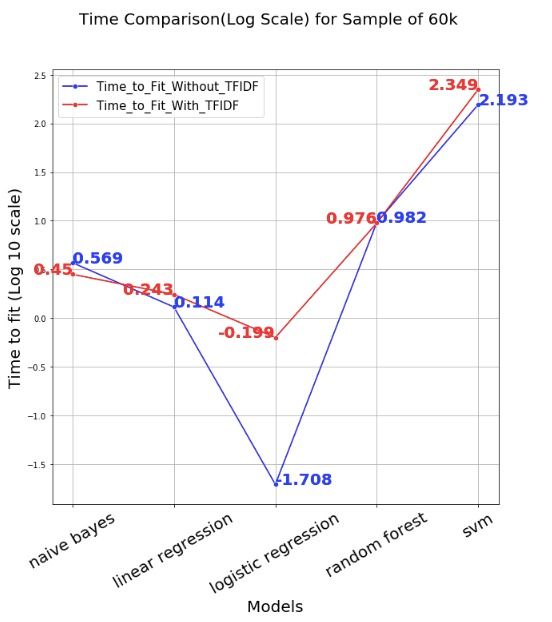 Time Comparison(Log Scale) for Sample of 60k
Time_to_Fit_Without_TFIDF
Time_to_Fit_With_TFIDF
2.5
2.0
1.5
1.0
0.5
0.0
−0.5
−1.0
−1.5
Time to fit (Log 10 scale)
0.569
0.45
0.243
0.114
-0.199
-1.708
0.976
0.982
2.349
2.193
naive bayes
linear regression
logistic regression
random forest
svm
Models